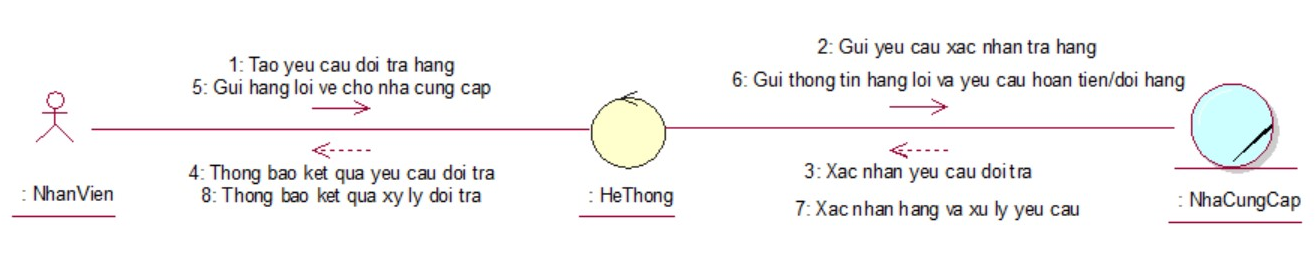 1: Tao yeu cau doi tra hang
5: Gui hang loi ve cho nha cung cap
2: Gui yeu cau xac nhan tra hang
6: Gui thong tin hang loi va yeu cau hoan tien/doi hang
4: Thong bao ket qua yeu cau doi tra
8: Thong bao ket qua xy ly doi tra
3: Xac nhan yeu cau doi tra
7: Xac nhan hang va xu ly yeu cau
: NhanVien
: HeThong
: NhaCungCap